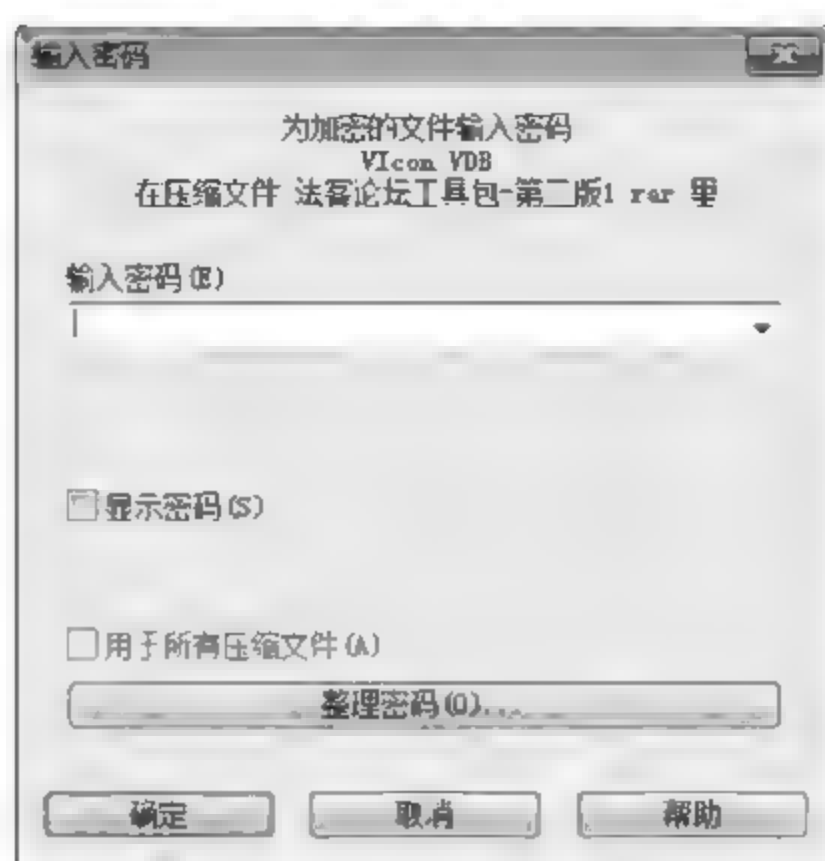 输入密码
为加密的文件输入密码
VIcon VDB
在压缩文件 法客论坛工具包-第二版1 rar 里
输入密码(E)
显示密码(S)
用于所有压缩文件(A)
整理密码(O)...
确定
取消
帮助